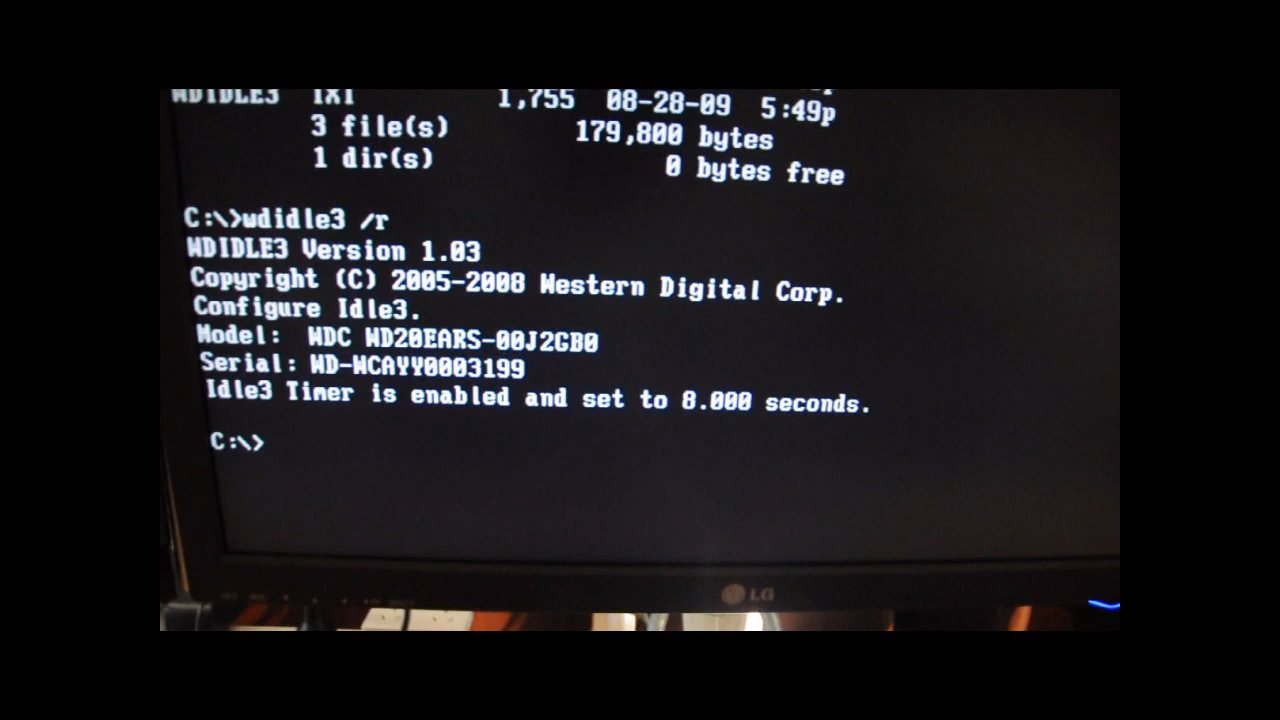 WDIDLE3 TXT 1,755 08-28-09 5:49p
3 file(s) 179,800 bytes
1 dir(s) 0 bytes free
C:\>wdidle3 /r
WDIDLE3 Version 1.03
Copyright (C) 2005-2008 Western Digital Corp.
Configure Idle3.
Model: WDC WD20EARS-00J2GB0
Serial: WD-WCAYY0003199
Idle3 Timer is enabled and set to 8.000 seconds.
C:\>
LG